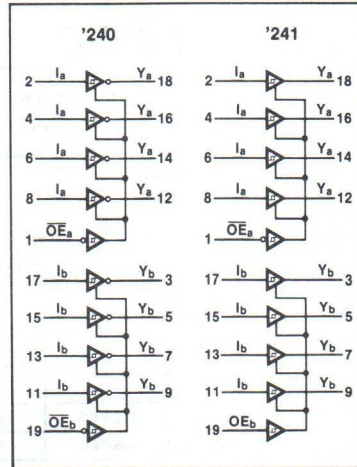 '240
2 Ia Ya 18
4 Ia Ya 16
6 Ia Ya 14
8 Ia Ya 12
1 O̅E̅a
17 Ib Yb 3
15 Ib Yb 5
13 Ib Yb 7
11 Ib Yb 9
19 O̅E̅b
'241
2 Ia Ya 18
4 Ia Ya 16
6 Ia Ya 14
8 Ia Ya 12
1 O̅E̅a
17 Ib Yb 3
15 Ib Yb 5
13 Ib Yb 7
11 Ib Yb 9
19 OEb